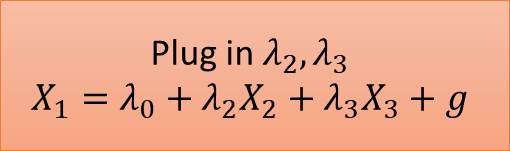 Plug in λ₂, λ₃
X₁ = λ₀ + λ₂X₂ + λ₃X₃ + g